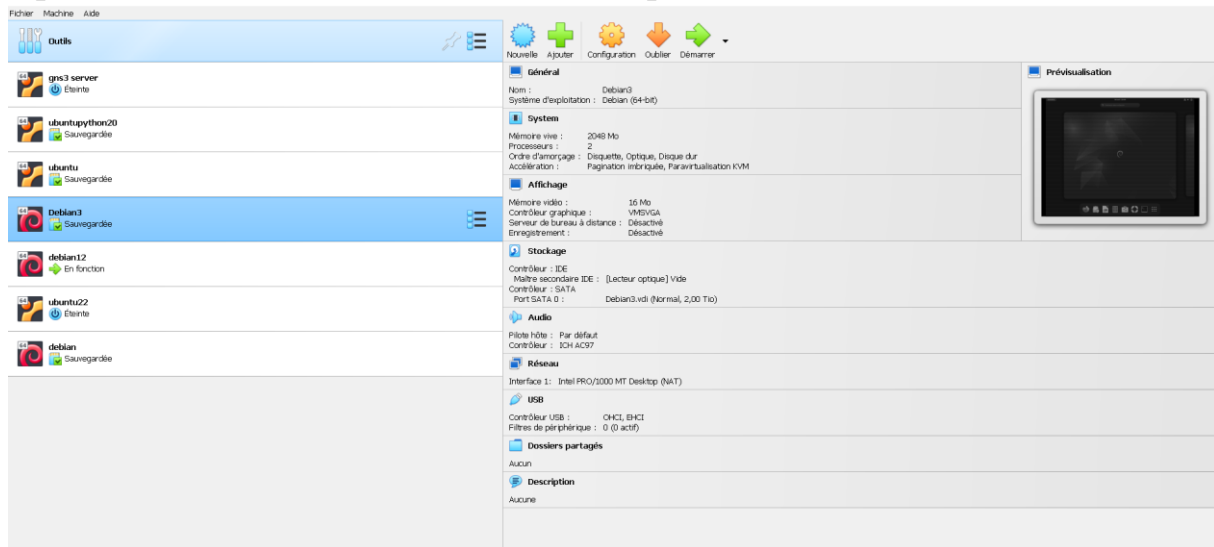 Fichier Machine Aide
Outils
gns3 server
Éteinte
ubuntupython20
Sauvegardée
ubuntu
Sauvegardée
Debian3
Sauvegardée
debian12
En fonction
ubuntu22
Éteinte
debian
Sauvegardée
Nouvelle Ajouter Configuration Oublier Démarrer
Général
Nom : Debian3
Système d'exploitation : Debian (64-bit)
System
Mémoire vive : 2048 Mo
Processeurs : 2
Ordre d'amorçage : Disquette, Optique, Disque dur
Accélération : Pagination imbriquée, Paravirtualisation KVM
Affichage
Mémoire vidéo : 16 Mo
Contrôleur graphique : VMSVGA
Serveur de bureau à distance : Désactivé
Enregistrement : Désactivé
Stockage
Contrôleur : IDE
Maître secondaire IDE : [Lecteur optique] Vide
Contrôleur : SATA
Port SATA 0 : Debian3.vdi (Normal, 2,00 Tio)
Audio
Pilote hôte : Par défaut
Contrôleur : ICH AC97
Réseau
Interface 1: Intel PRO/1000 MT Desktop (NAT)
USB
Contrôleur USB : OHCI, EHCI
Filtres de périphérique : 0 (0 actif)
Dossiers partagés
Aucun
Description
Aucune
Prévisualisation